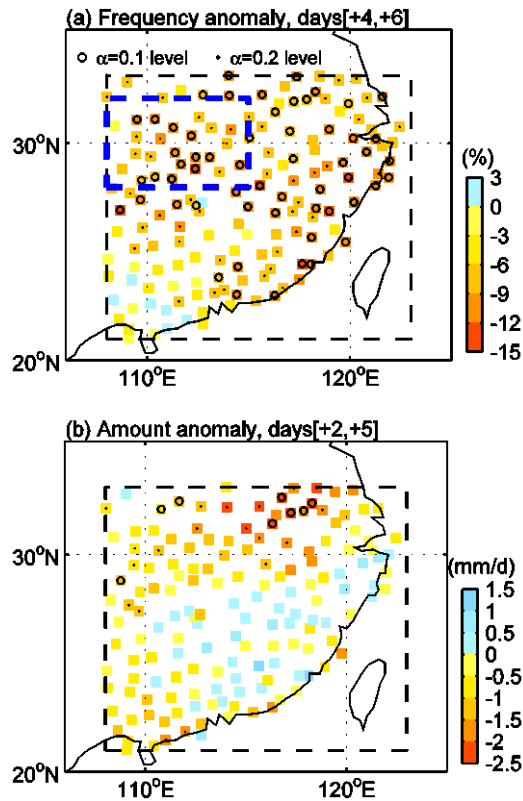 (a) Frequency anomaly, days[+4,+6]
α=0.1 level
α=0.2 level
30°N
20°N
110°E
120°E
(%)
3
0
-3
-6
-9
-12
-15
(b) Amount anomaly, days[+2,+5]
30°N
20°N
110°E
120°E
(mm/d)
1.5
1
0.5
0
-0.5
-1
-1.5
-2
-2.5